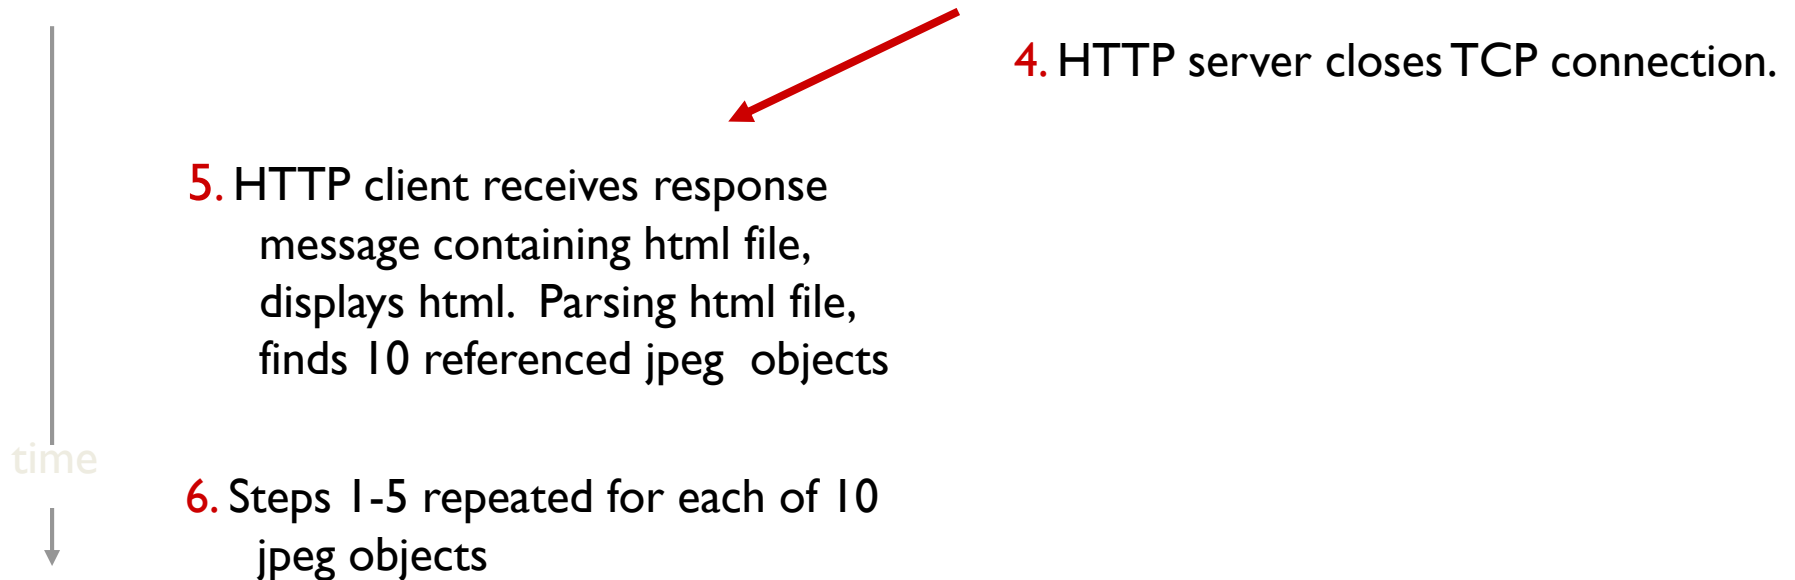 4. HTTP server closes TCP connection.
5. HTTP client receives response
message containing html file,
displays html.  Parsing html file,
finds 10 referenced jpeg  objects
time
6. Steps 1-5 repeated for each of 10
jpeg objects